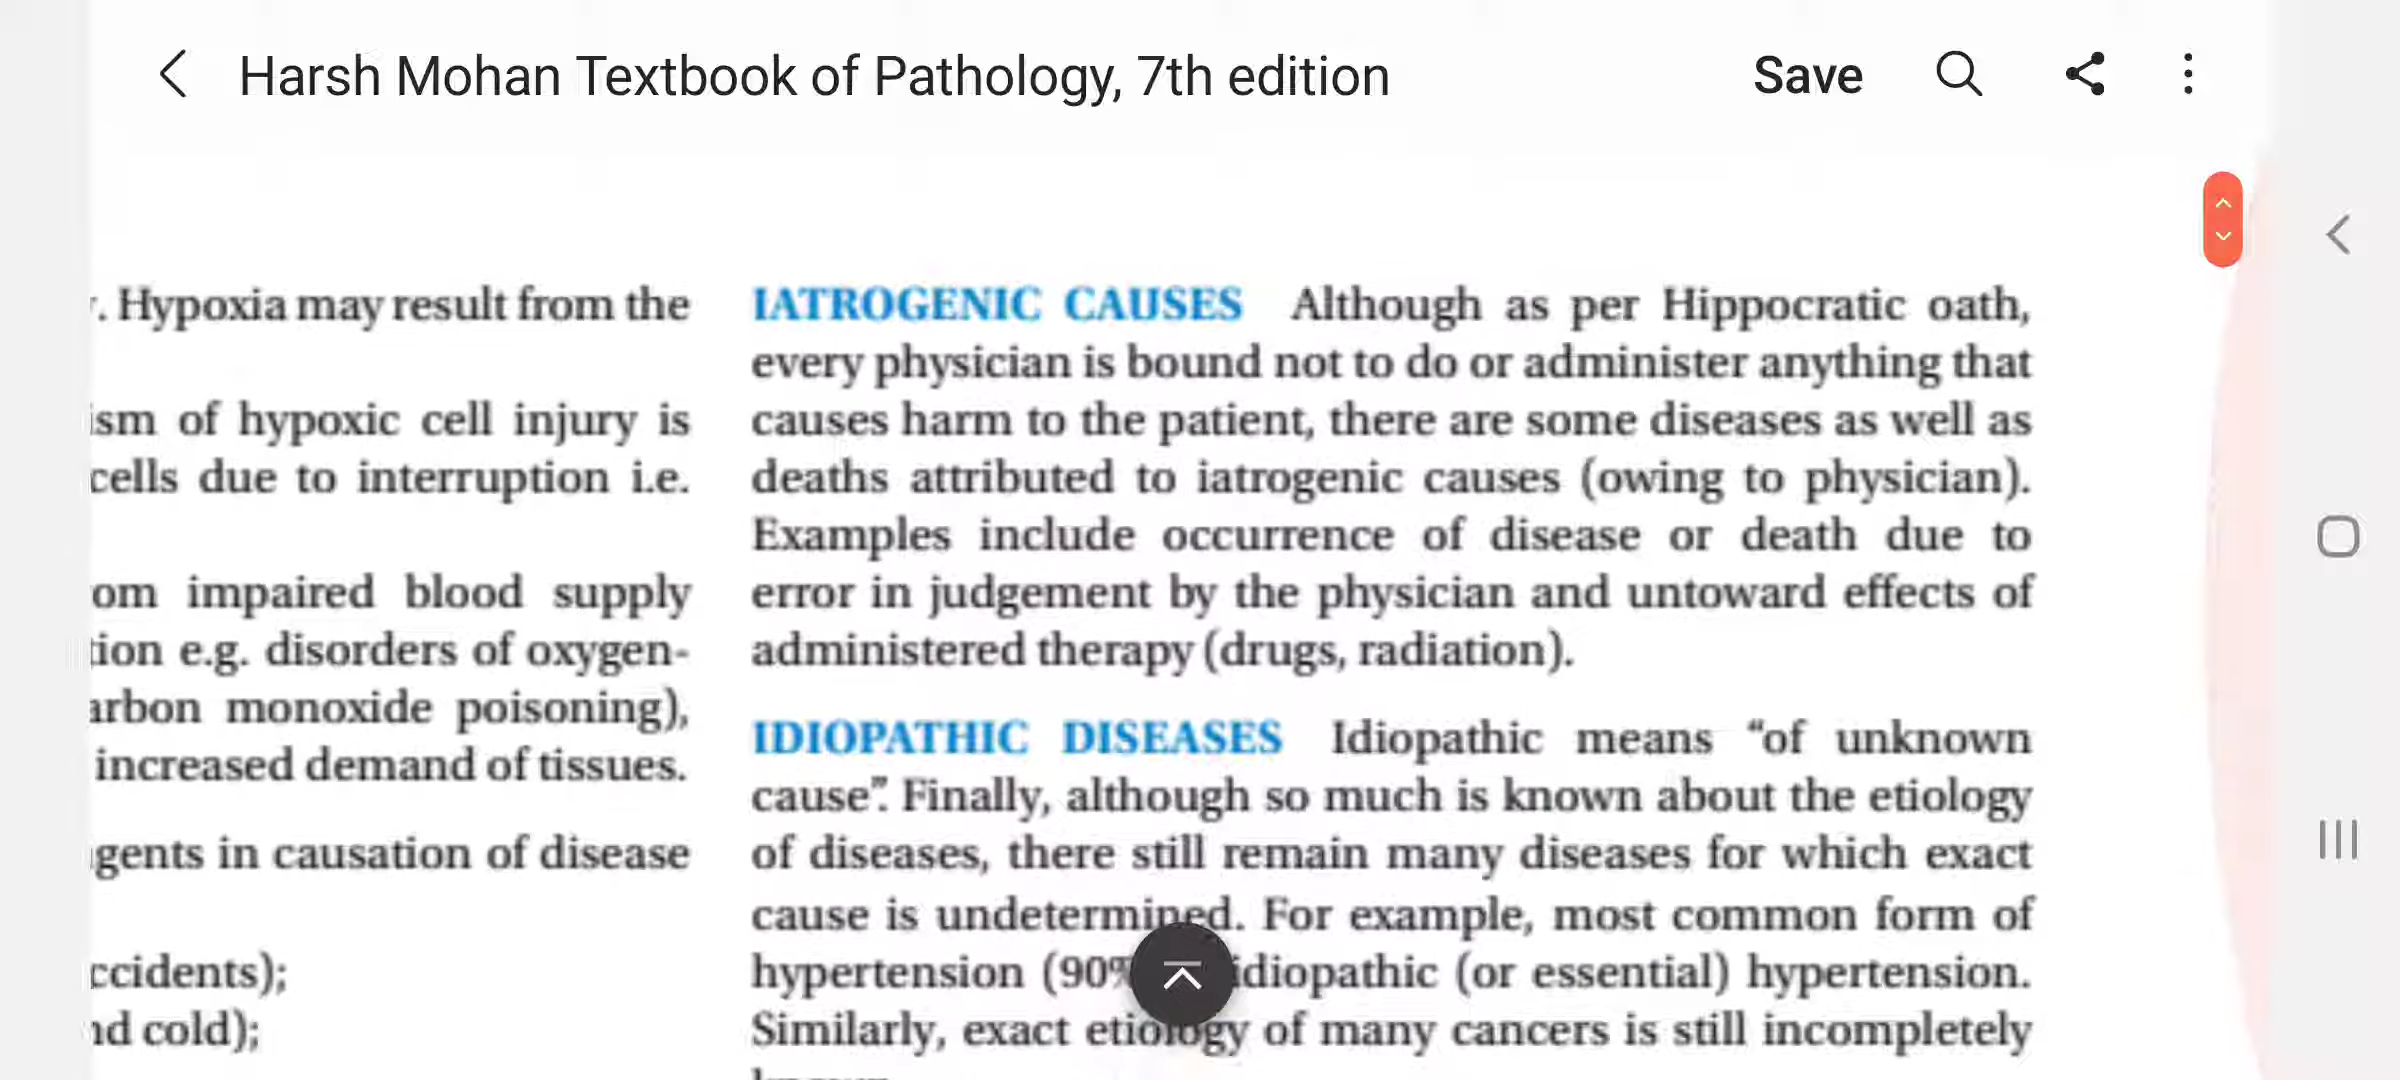 Harsh Mohan Textbook of Pathology, 7th edition
Save
. Hypoxia may result from the
ism of hypoxic cell injury is
cells due to interruption i.e.
om impaired blood supply
tion e.g. disorders of oxygen-
arbon monoxide poisoning),
increased demand of tissues.
gents in causation of disease
ccidents);
nd cold);
IATROGENIC CAUSES Although as per Hippocratic oath,
every physician is bound not to do or administer anything that
causes harm to the patient, there are some diseases as well as
deaths attributed to iatrogenic causes (owing to physician).
Examples include occurrence of disease or death due to
error in judgement by the physician and untoward effects of
administered therapy (drugs, radiation).
IDIOPATHIC DISEASES Idiopathic means “of unknown
cause”. Finally, although so much is known about the etiology
of diseases, there still remain many diseases for which exact
cause is undetermined. For example, most common form of
hypertension (90% idiopathic (or essential) hypertension.
Similarly, exact etiology of many cancers is still incompletely